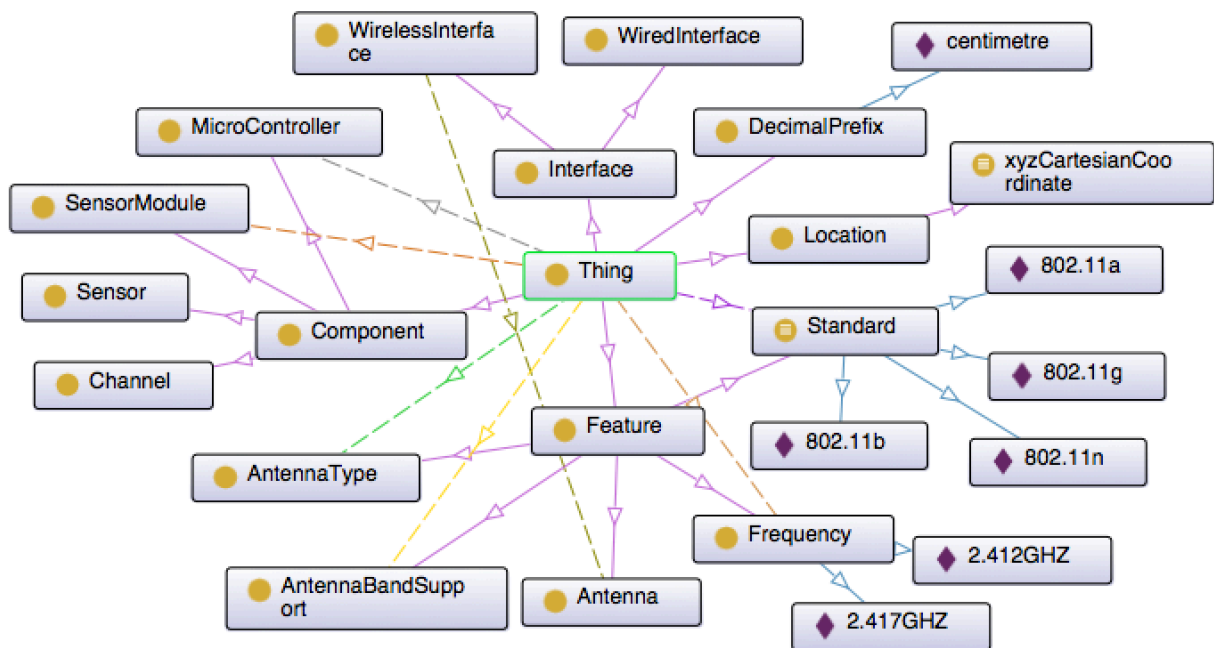 WirelessInterfa
ce
WiredInterface
centimetre
MicroController
DecimalPrefix
Interface
xyzCartesianCoo
rdinate
SensorModule
Location
Thing
802.11a
Sensor
Component
Standard
Channel
802.11g
Feature
802.11b
802.11n
AntennaType
Frequency
2.412GHZ
AntennaBandSupp
ort
Antenna
2.417GHZ